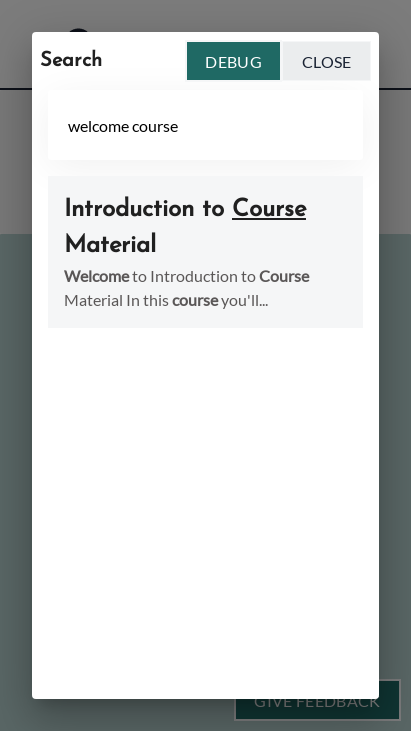 Search
DEBUG
CLOSE
welcome course
Introduction to Course
Material
Welcome to Introduction to Course
Material In this course you'll...
GIVE FEEDBACK